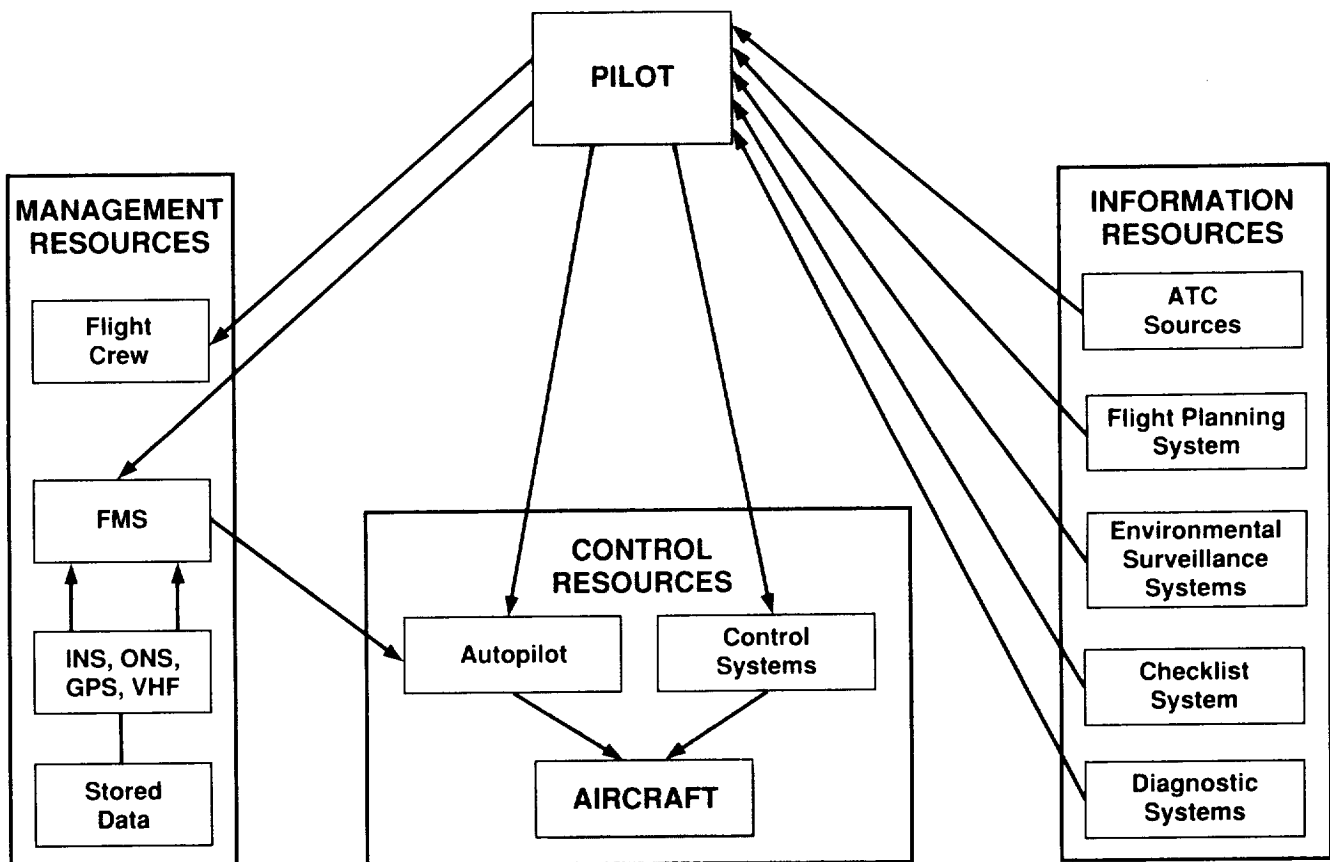 PILOT
MANAGEMENT
RESOURCES
Flight
Crew
FMS
INS, ONS,
GPS, VHF
Stored
Data
CONTROL
RESOURCES
Autopilot
Control
Systems
AIRCRAFT
INFORMATION
RESOURCES
ATC
Sources
Flight Planning
System
Environmental
Surveillance
Systems
Checklist
System
Diagnostic
Systems